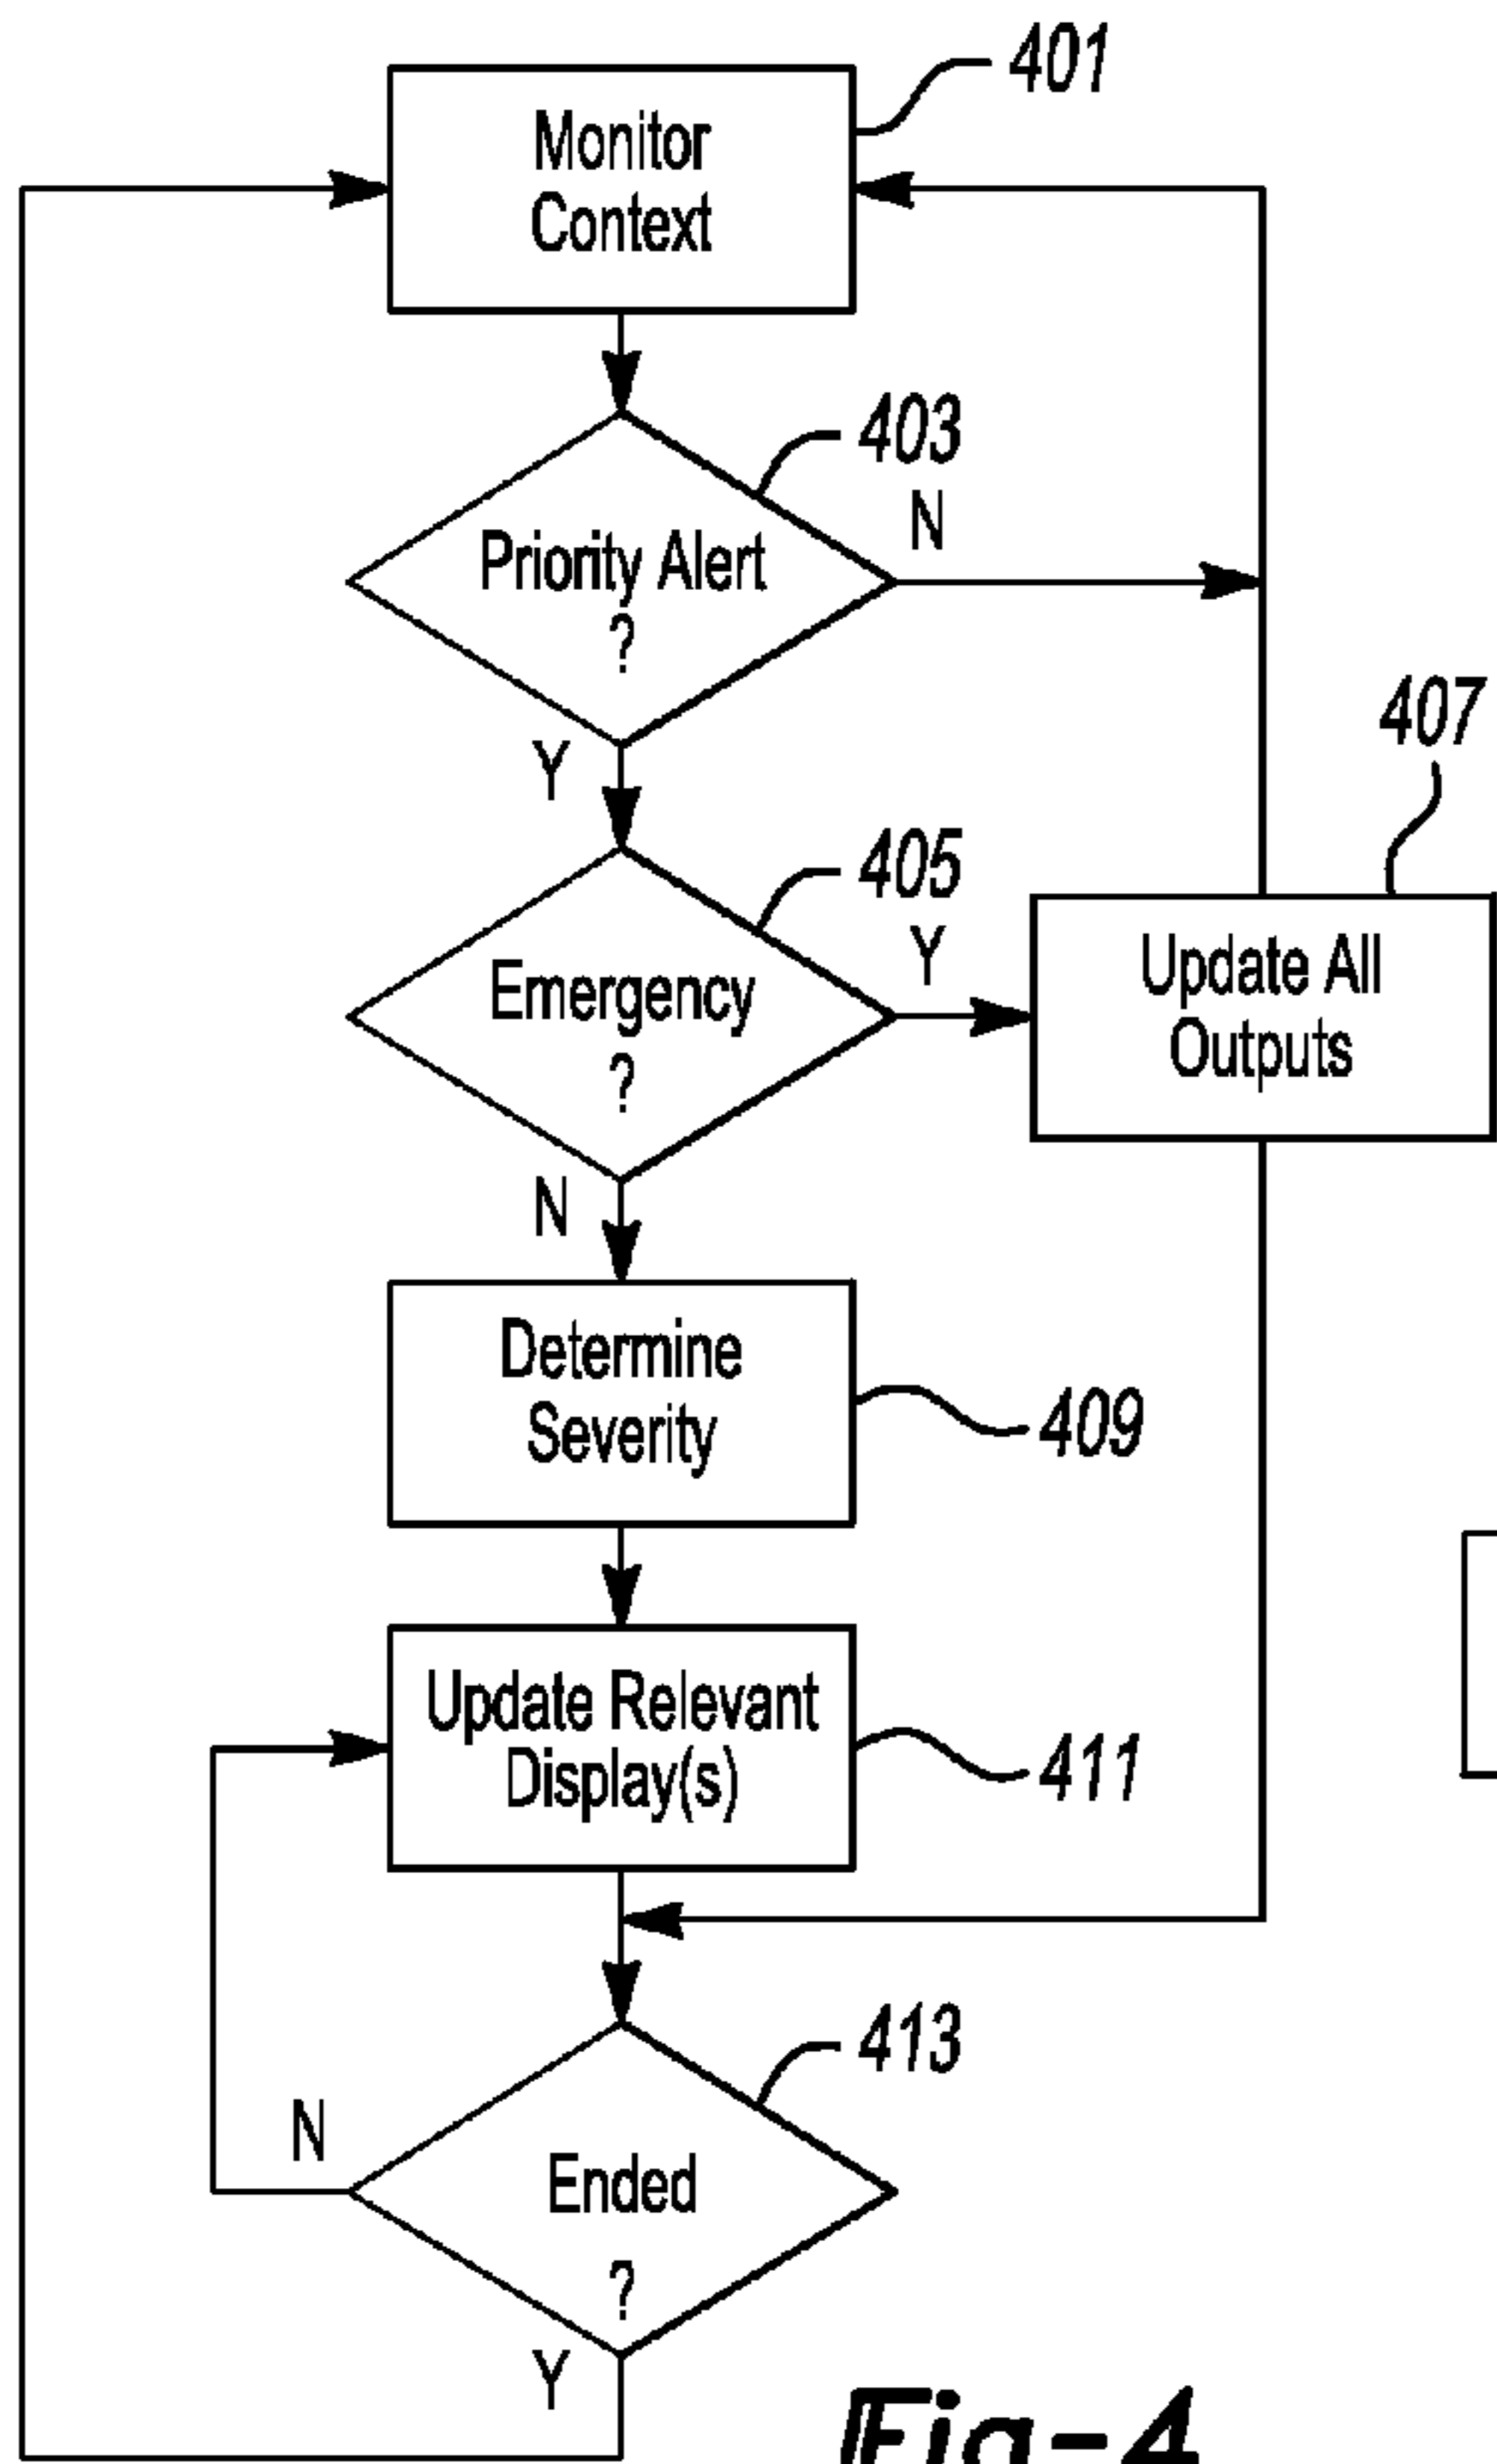 401
Monitor
Context
403
Priority Alert
?
N
Y
407
405
Emergency
?
Y
Update All
Outputs
N
Determine
Severity
409
Update Relevant
Display(s)
411
413
N
Ended
?
Y
Fig-4